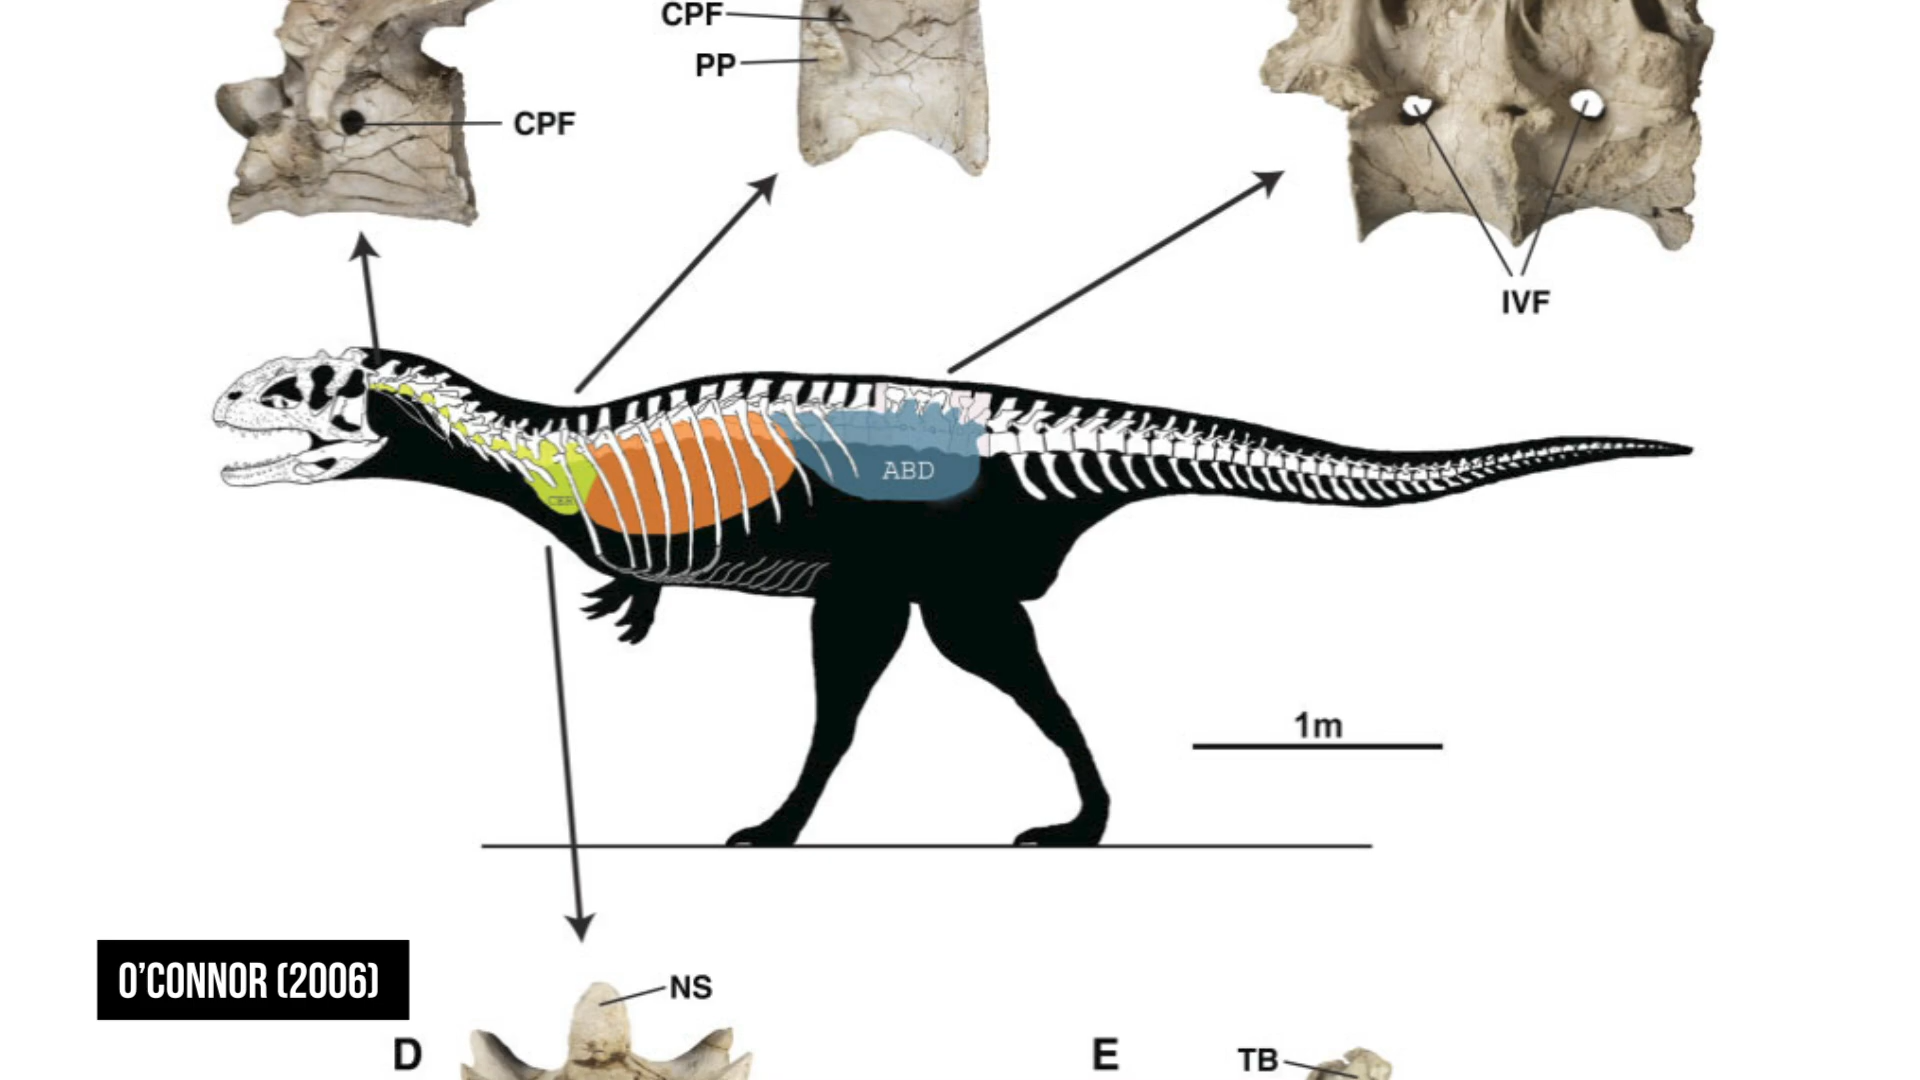 CPF
PP
CPF
IVF
ABD
1m
O'CONNOR (2006)
NS
D
E
TB